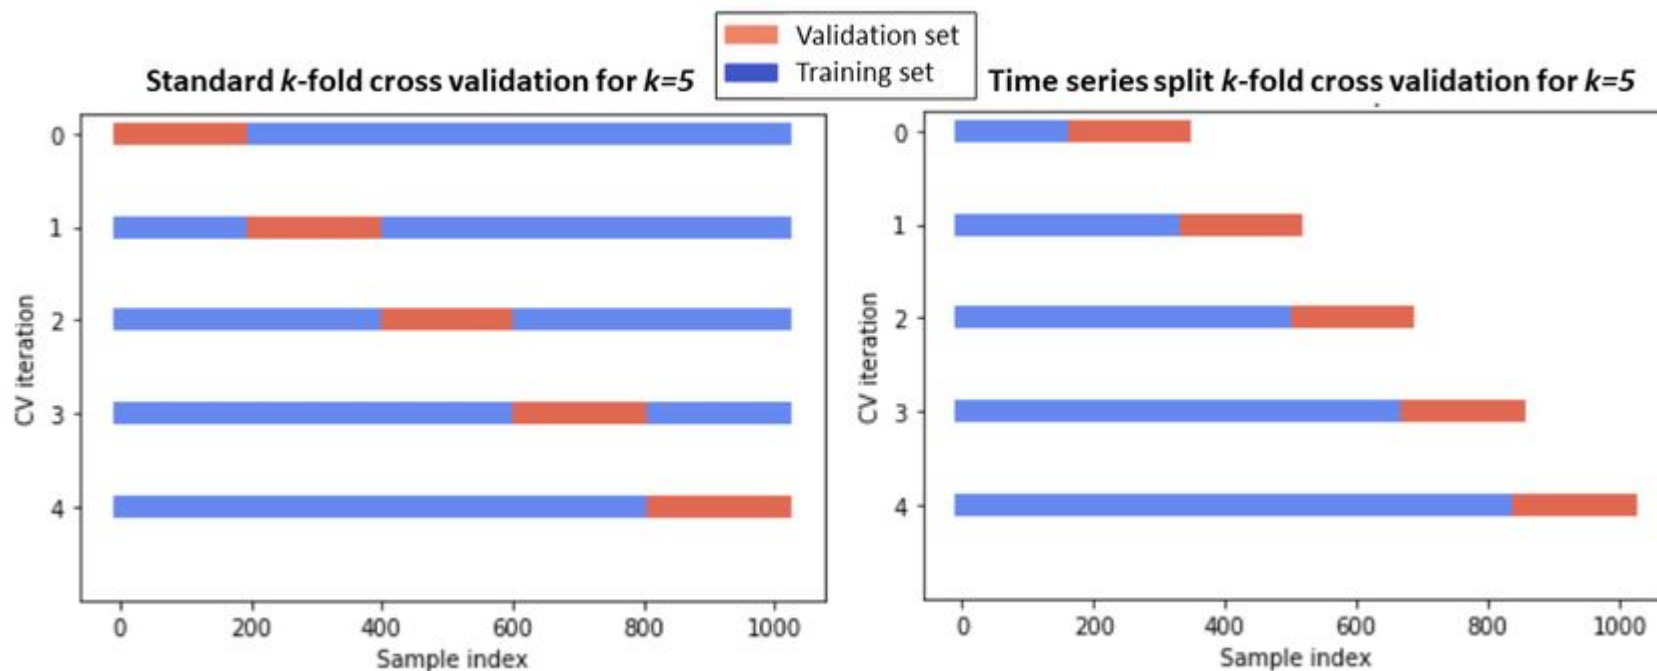 Validation set
Training set
Standard k-fold cross validation for k=5
Time series split k-fold cross validation for k=5
0
1
2
3
4
CV iteration
0 200 400 600 800 1000
Sample index
0
1
2
3
4
CV iteration
0 200 400 600 800 1000
Sample index